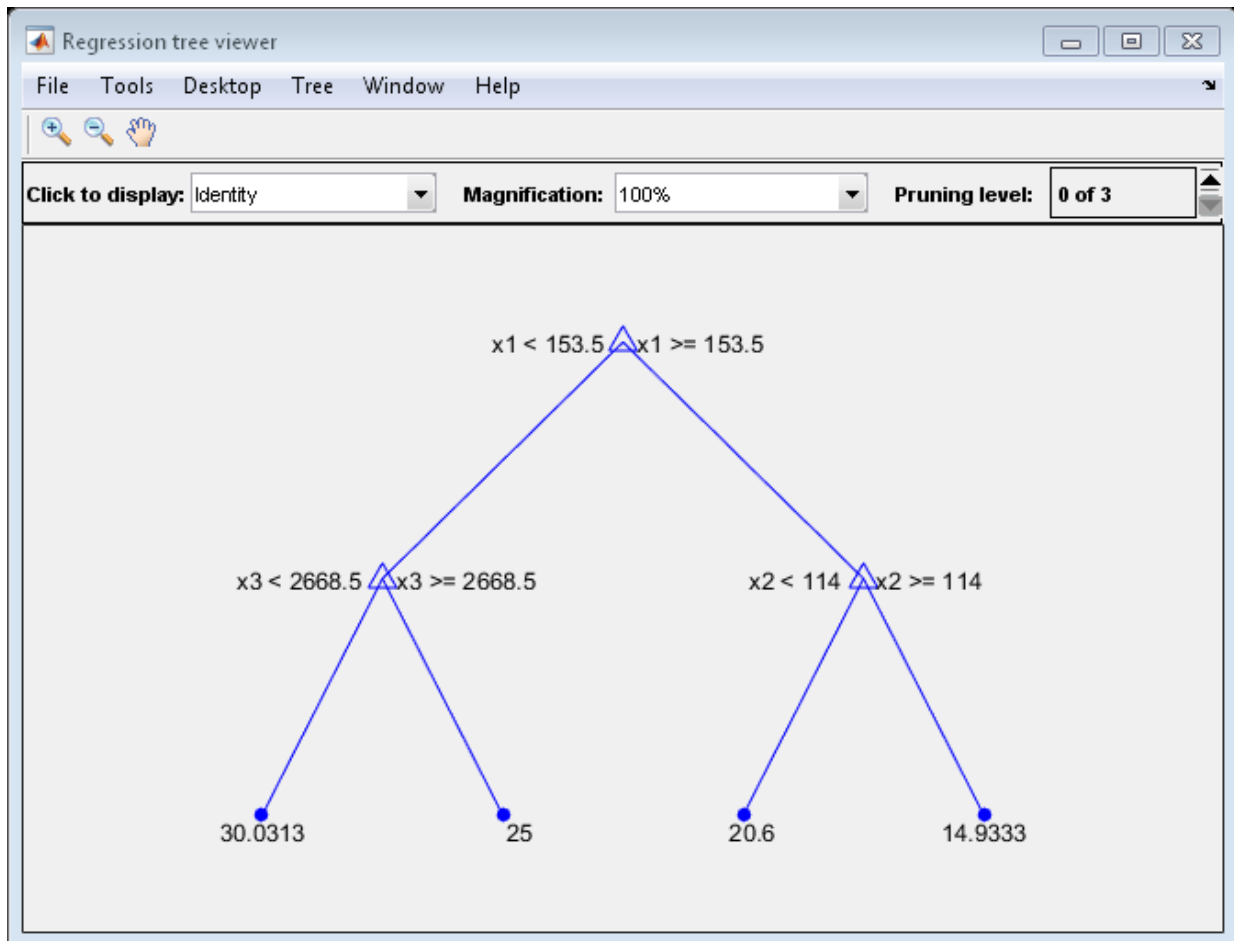 Regression tree viewer
File Tools Desktop Tree Window Help
Click to display: Identity Magnification: 100% Pruning level: 0 of 3
x1 < 153.5 x1 >= 153.5
x3 < 2668.5 x3 >= 2668.5 x2 < 114 x2 >= 114
30.0313 25 20.6 14.9333